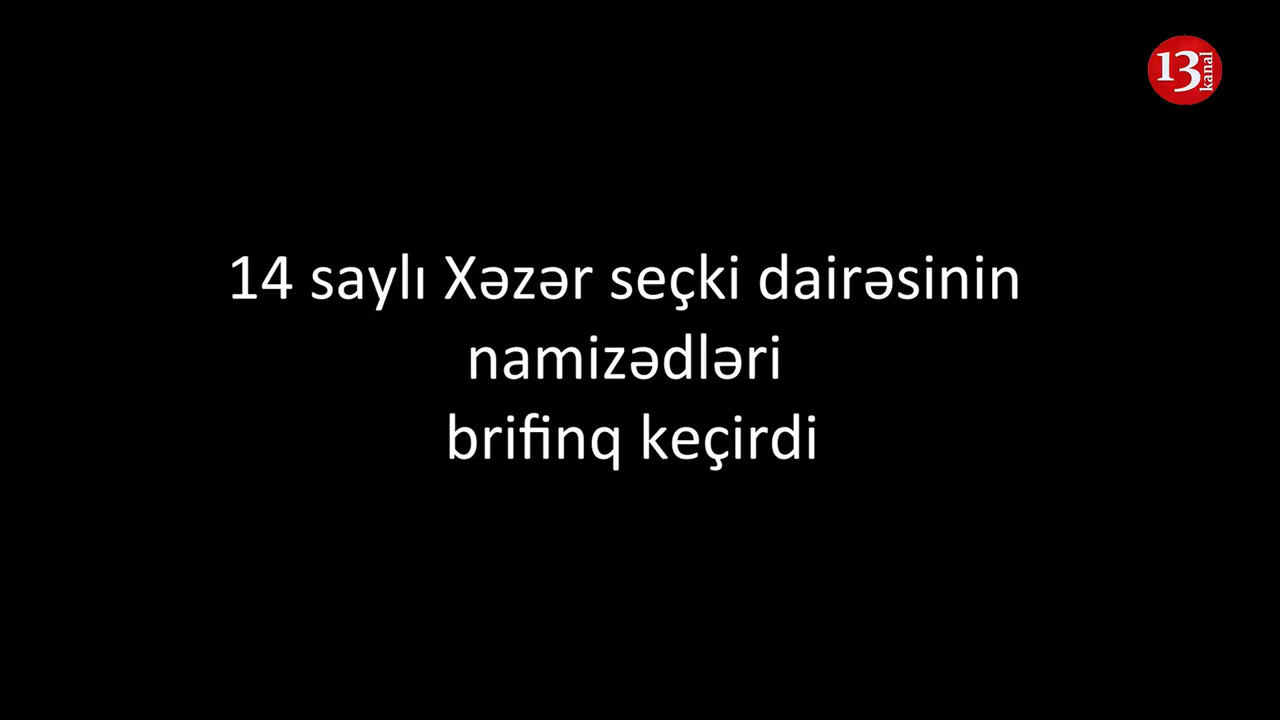 13 kanal
14 saylı Xəzər seçki dairəsinin
namizədləri
brifinq keçirdi